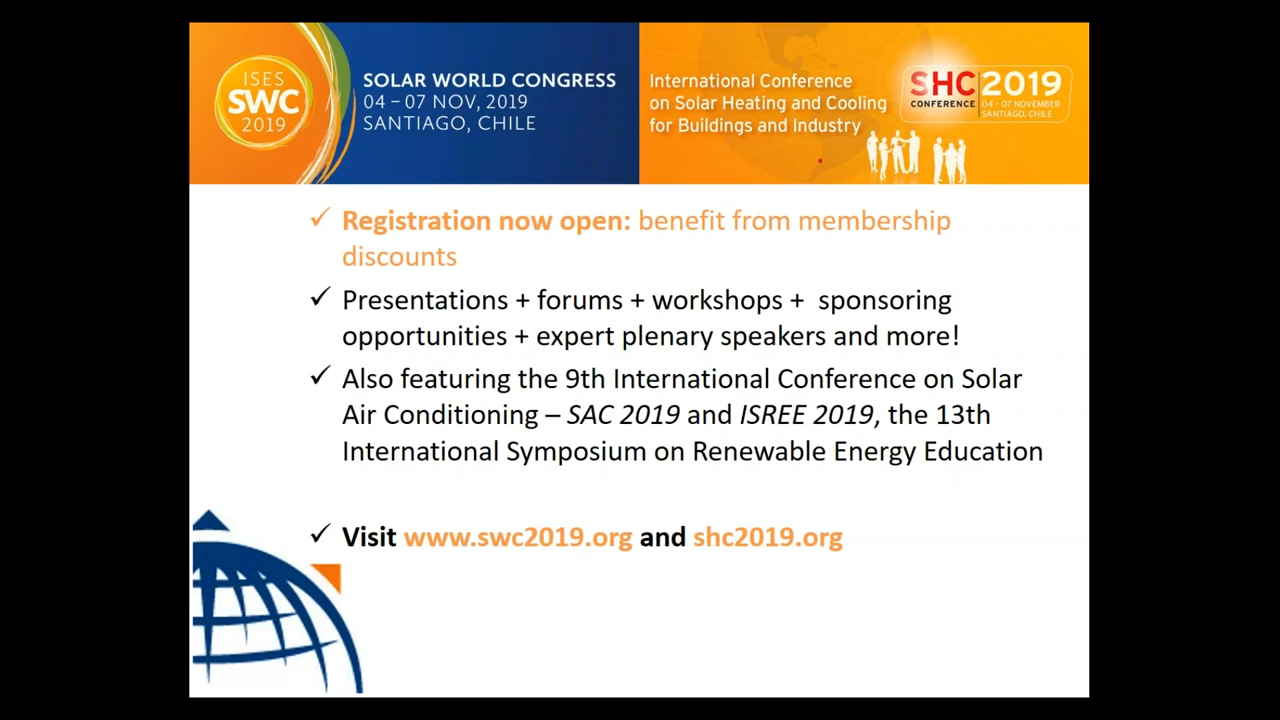 ISES
SWC
2019
SOLAR WORLD CONGRESS
04 – 07 NOV, 2019
SANTIAGO, CHILE
International Conference
on Solar Heating and Cooling
for Buildings and Industry
SHC 2019
CONFERENCE
04 - 07 NOVEMBER
SANTIAGO, CHILE
✓ Registration now open: benefit from membership
discounts
✓ Presentations + forums + workshops + sponsoring
opportunities + expert plenary speakers and more!
✓ Also featuring the 9th International Conference on Solar
Air Conditioning – SAC 2019 and ISREE 2019, the 13th
International Symposium on Renewable Energy Education
✓ Visit www.swc2019.org and shc2019.org